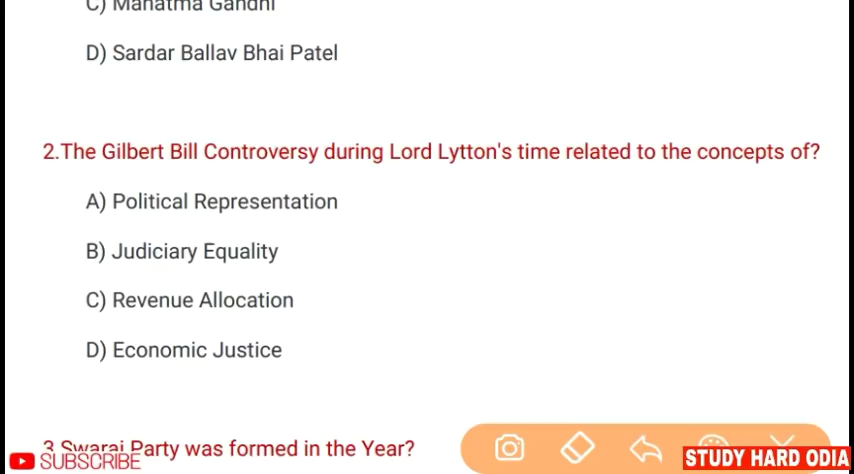 C) Mahatma Gandhi
D) Sardar Ballav Bhai Patel
2.The Gilbert Bill Controversy during Lord Lytton's time related to the concepts of?
A) Political Representation
B) Judiciary Equality
C) Revenue Allocation
D) Economic Justice
3.Swaraj Party was formed in the Year?
SUBSCRIBE
STUDY HARD ODIA